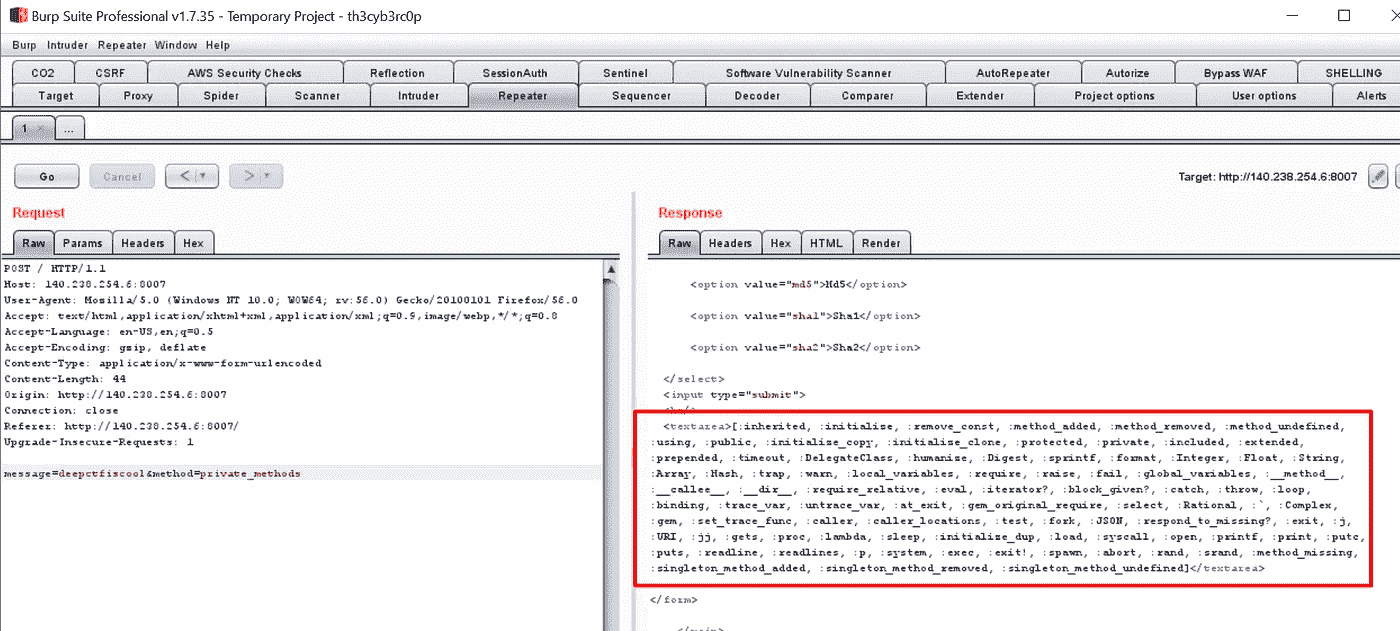 Burp Suite Professional v1.7.35 - Temporary Project - th3cyb3rc0p
Burp Intruder Repeater Window Help
CO2 CSRF AWS Security Checks Reflection SessionAuth Sentinel Software Vulnerability Scanner AutoRepeater Autorize Bypass WAF SHELLING
Target Proxy Spider Scanner Intruder Repeater Sequencer Decoder Comparer Extender Project options User options Alerts
1 × ...
Go Cancel < > Target: http://140.238.254.6:8007
Request
Raw Params Headers Hex
POST / HTTP/1.1
Host: 140.238.254.6:8007
User-Agent: Mozilla/5.0 (Windows NT 10.0; WOW64; rv:56.0) Gecko/20100101 Firefox/56.0
Accept: text/html,application/xhtml+xml,application/xml;q=0.9,image/webp,*/*;q=0.8
Accept-Language: en-US,en;q=0.5
Accept-Encoding: gzip, deflate
Content-Type: application/x-www-form-urlencoded
Content-Length: 44
Origin: http://140.238.254.6:8007
Connection: close
Referer: http://140.238.254.6:8007/
Upgrade-Insecure-Requests: 1
message=deepctfiscool&method=private_methods
Response
Raw Headers Hex HTML Render
<option value="md5">Md5</option>
<option value="sha1">Sha1</option>
<option value="sha2">Sha2</option>
</select>
<input type="submit">
<textarea>[:inherited, :initialize, :remove_const, :method_added, :method_removed, :method_undefined,
:using, :public, :initialize_copy, :initialize_clone, :protected, :private, :included, :extended,
:prepended, :timeout, :DelegateClass, :humanize, :Digest, :sprintf, :format, :Integer, :Float, :String,
:Array, :Hash, :trap, :warn, :local_variables, :require, :raise, :fail, :global_variables, :__method__,
:__callee__, :__dir__, :require_relative, :eval, :iterator?, :block_given?, :catch, :throw, :loop,
:binding, :trace_var, :untrace_var, :at_exit, :gem_original_require, :select, :Rational, :`, :Complex,
:gem, :set_trace_func, :caller, :caller_locations, :test, :fork, :JSON, :respond_to_missing?, :exit, :j,
:URI, :jj, :gets, :proc, :lambda, :sleep, :initialize_dup, :load, :syscall, :open, :printf, :print, :putc,
:puts, :readline, :readlines, :p, :system, :exec, :exit!, :spawn, :abort, :rand, :srand, :method_missing,
:singleton_method_added, :singleton_method_removed, :singleton_method_undefined]</textarea>
</form>